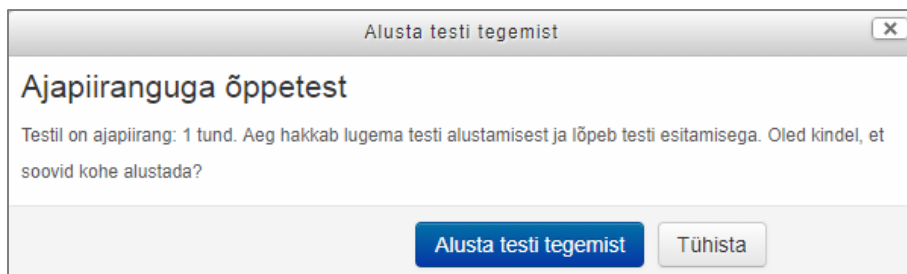 Alusta testi tegemist
Ajapiiranguga õppetest
Testil on ajapiirang: 1 tund. Aeg hakkab lugema testi alustamisest ja lõpeb testi esitamisega. Oled kindel, et
soovid kohe alustada?
Alusta testi tegemist Tühista